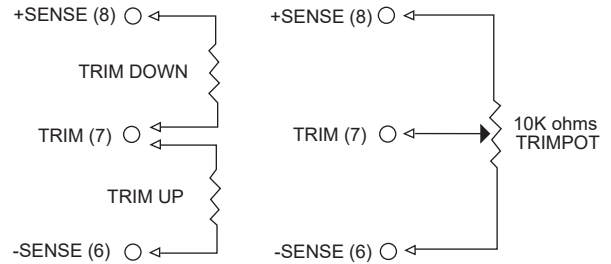 +SENSE (8)
TRIM DOWN
TRIM (7)
TRIM UP
-SENSE (6)
+SENSE (8)
TRIM (7)
10K ohms
TRIMPOT
-SENSE (6)